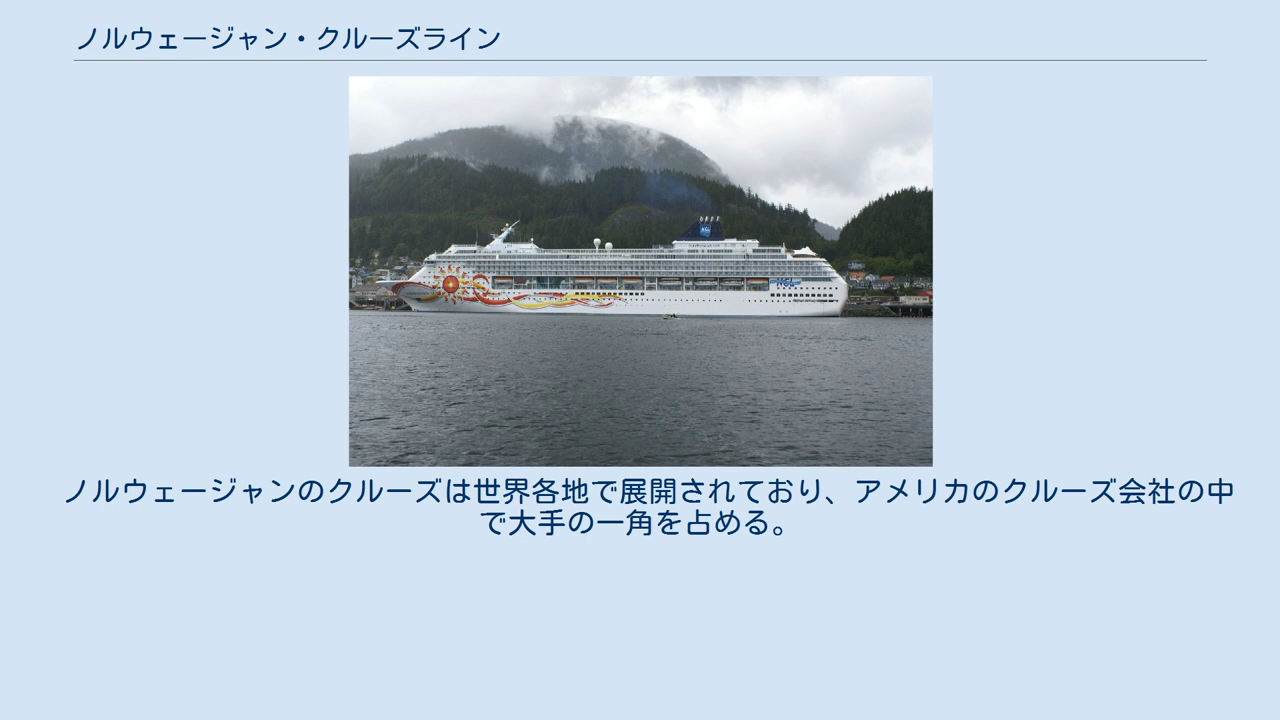 ノルウェージャン・クルーズライン
NCL
ノルウェージャンのクルーズは世界各地で展開されており、アメリカのクルーズ会社の中
で大手の一角を占める。